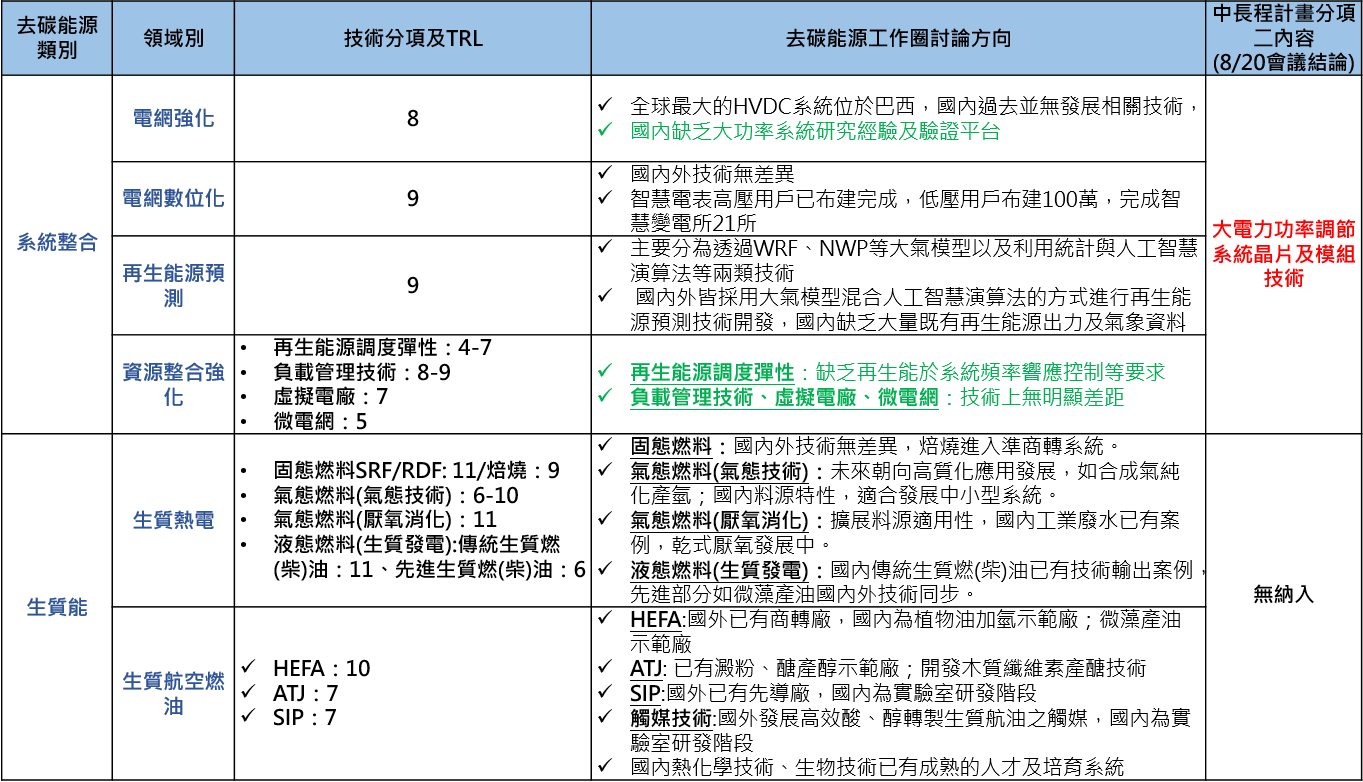 去碳能源
類別
領域別
技術分項及TRL
去碳能源工作圈討論方向
中長程計畫分項
二內容
(8/20會議結論)
系統整合
電網強化
8
✓ 全球最大的HVDC系統位於巴西，國內過去並無發展相關技術，
✓ 國內缺乏大功率系統研究經驗及驗證平台
大電力功率調節
系統晶片及模組
技術
電網數位化
9
✓ 國內外技術無差異
✓ 智慧電表高壓用戶已布建完成，低壓用戶布建100萬，完成智
慧變電所21所
再生能源預
測
9
✓ 主要分為透過WRF、NWP等大氣模型以及利用統計與人工智慧
演算法等兩類技術
✓ 國內外皆採用大氣模型混合人工智慧演算法的方式進行再生能
源預測技術開發，國內缺乏大量既有再生能源出力及氣象資料
資源整合強
化
• 再生能源調度彈性：4-7
• 負載管理技術：8-9
• 虛擬電廠：7
• 微電網：5
✓ 再生能源調度彈性：缺乏再生能於系統頻率響應控制等要求
✓ 負載管理技術、虛擬電廠、微電網：技術上無明顯差距
生質能
生質熱電
• 固態燃料SRF/RDF: 11/焙燒：9
• 氣態燃料(氣態技術)：6-10
• 氣態燃料(厭氧消化)：11
• 液態燃料(生質發電):傳統生質燃
(柴)油：11、先進生質燃(柴)油：6
✓ 固態燃料：國內外技術無差異，焙燒進入準商轉系統。
✓ 氣態燃料(氣態技術)：未來朝向高質化應用發展，如合成氣純
化產氫；國內料源特性，適合發展中小型系統。
✓ 氣態燃料(厭氧消化)：擴展料源適用性，國內工業廢水已有案
例，乾式厭氧發展中。
✓ 液態燃料(生質發電)：國內傳統生質燃(柴)油已有技術輸出案例，
先進部分如微藻產油國內外技術同步。
無納入
生質航空燃
油
✓ HEFA：10
✓ ATJ：7
✓ SIP：7
✓ HEFA:國外已有商轉廠，國內為植物油加氫示範廠；微藻產油
示範廠
✓ ATJ: 已有澱粉、醣產醇示範廠；開發木質纖維素產醣技術
✓ SIP:國外已有先導廠，國內為實驗室研發階段
✓ 觸媒技術:國外發展高效酸、醇轉製生質航油之觸媒，國內為實
驗室研發階段
✓ 國內熱化學技術、生物技術已有成熟的人才及培育系統